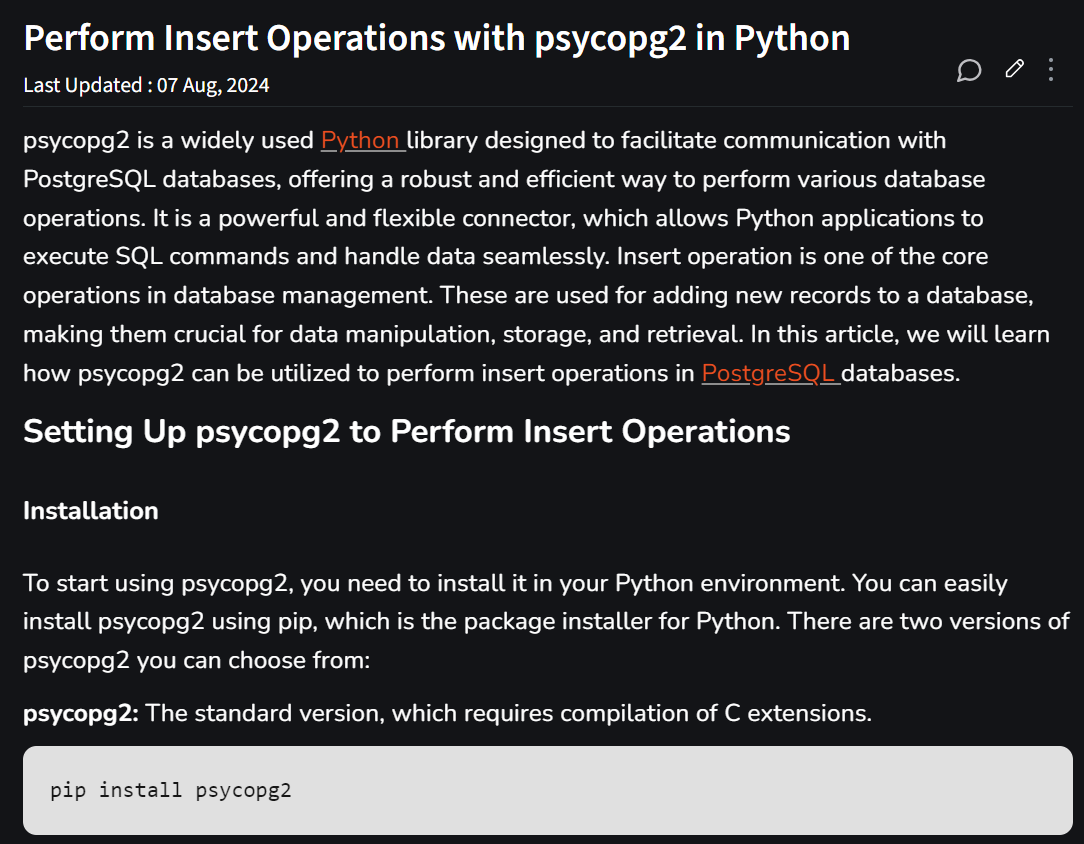 Perform Insert Operations with psycopg2 in Python
Last Updated : 07 Aug, 2024
psycopg2 is a widely used Python library designed to facilitate communication with
PostgreSQL databases, offering a robust and efficient way to perform various database
operations. It is a powerful and flexible connector, which allows Python applications to
execute SQL commands and handle data seamlessly. Insert operation is one of the core
operations in database management. These are used for adding new records to a database,
making them crucial for data manipulation, storage, and retrieval. In this article, we will learn
how psycopg2 can be utilized to perform insert operations in PostgreSQL databases.
Setting Up psycopg2 to Perform Insert Operations
Installation
To start using psycopg2, you need to install it in your Python environment. You can easily
install psycopg2 using pip, which is the package installer for Python. There are two versions of
psycopg2 you can choose from:
psycopg2: The standard version, which requires compilation of C extensions.
pip install psycopg2